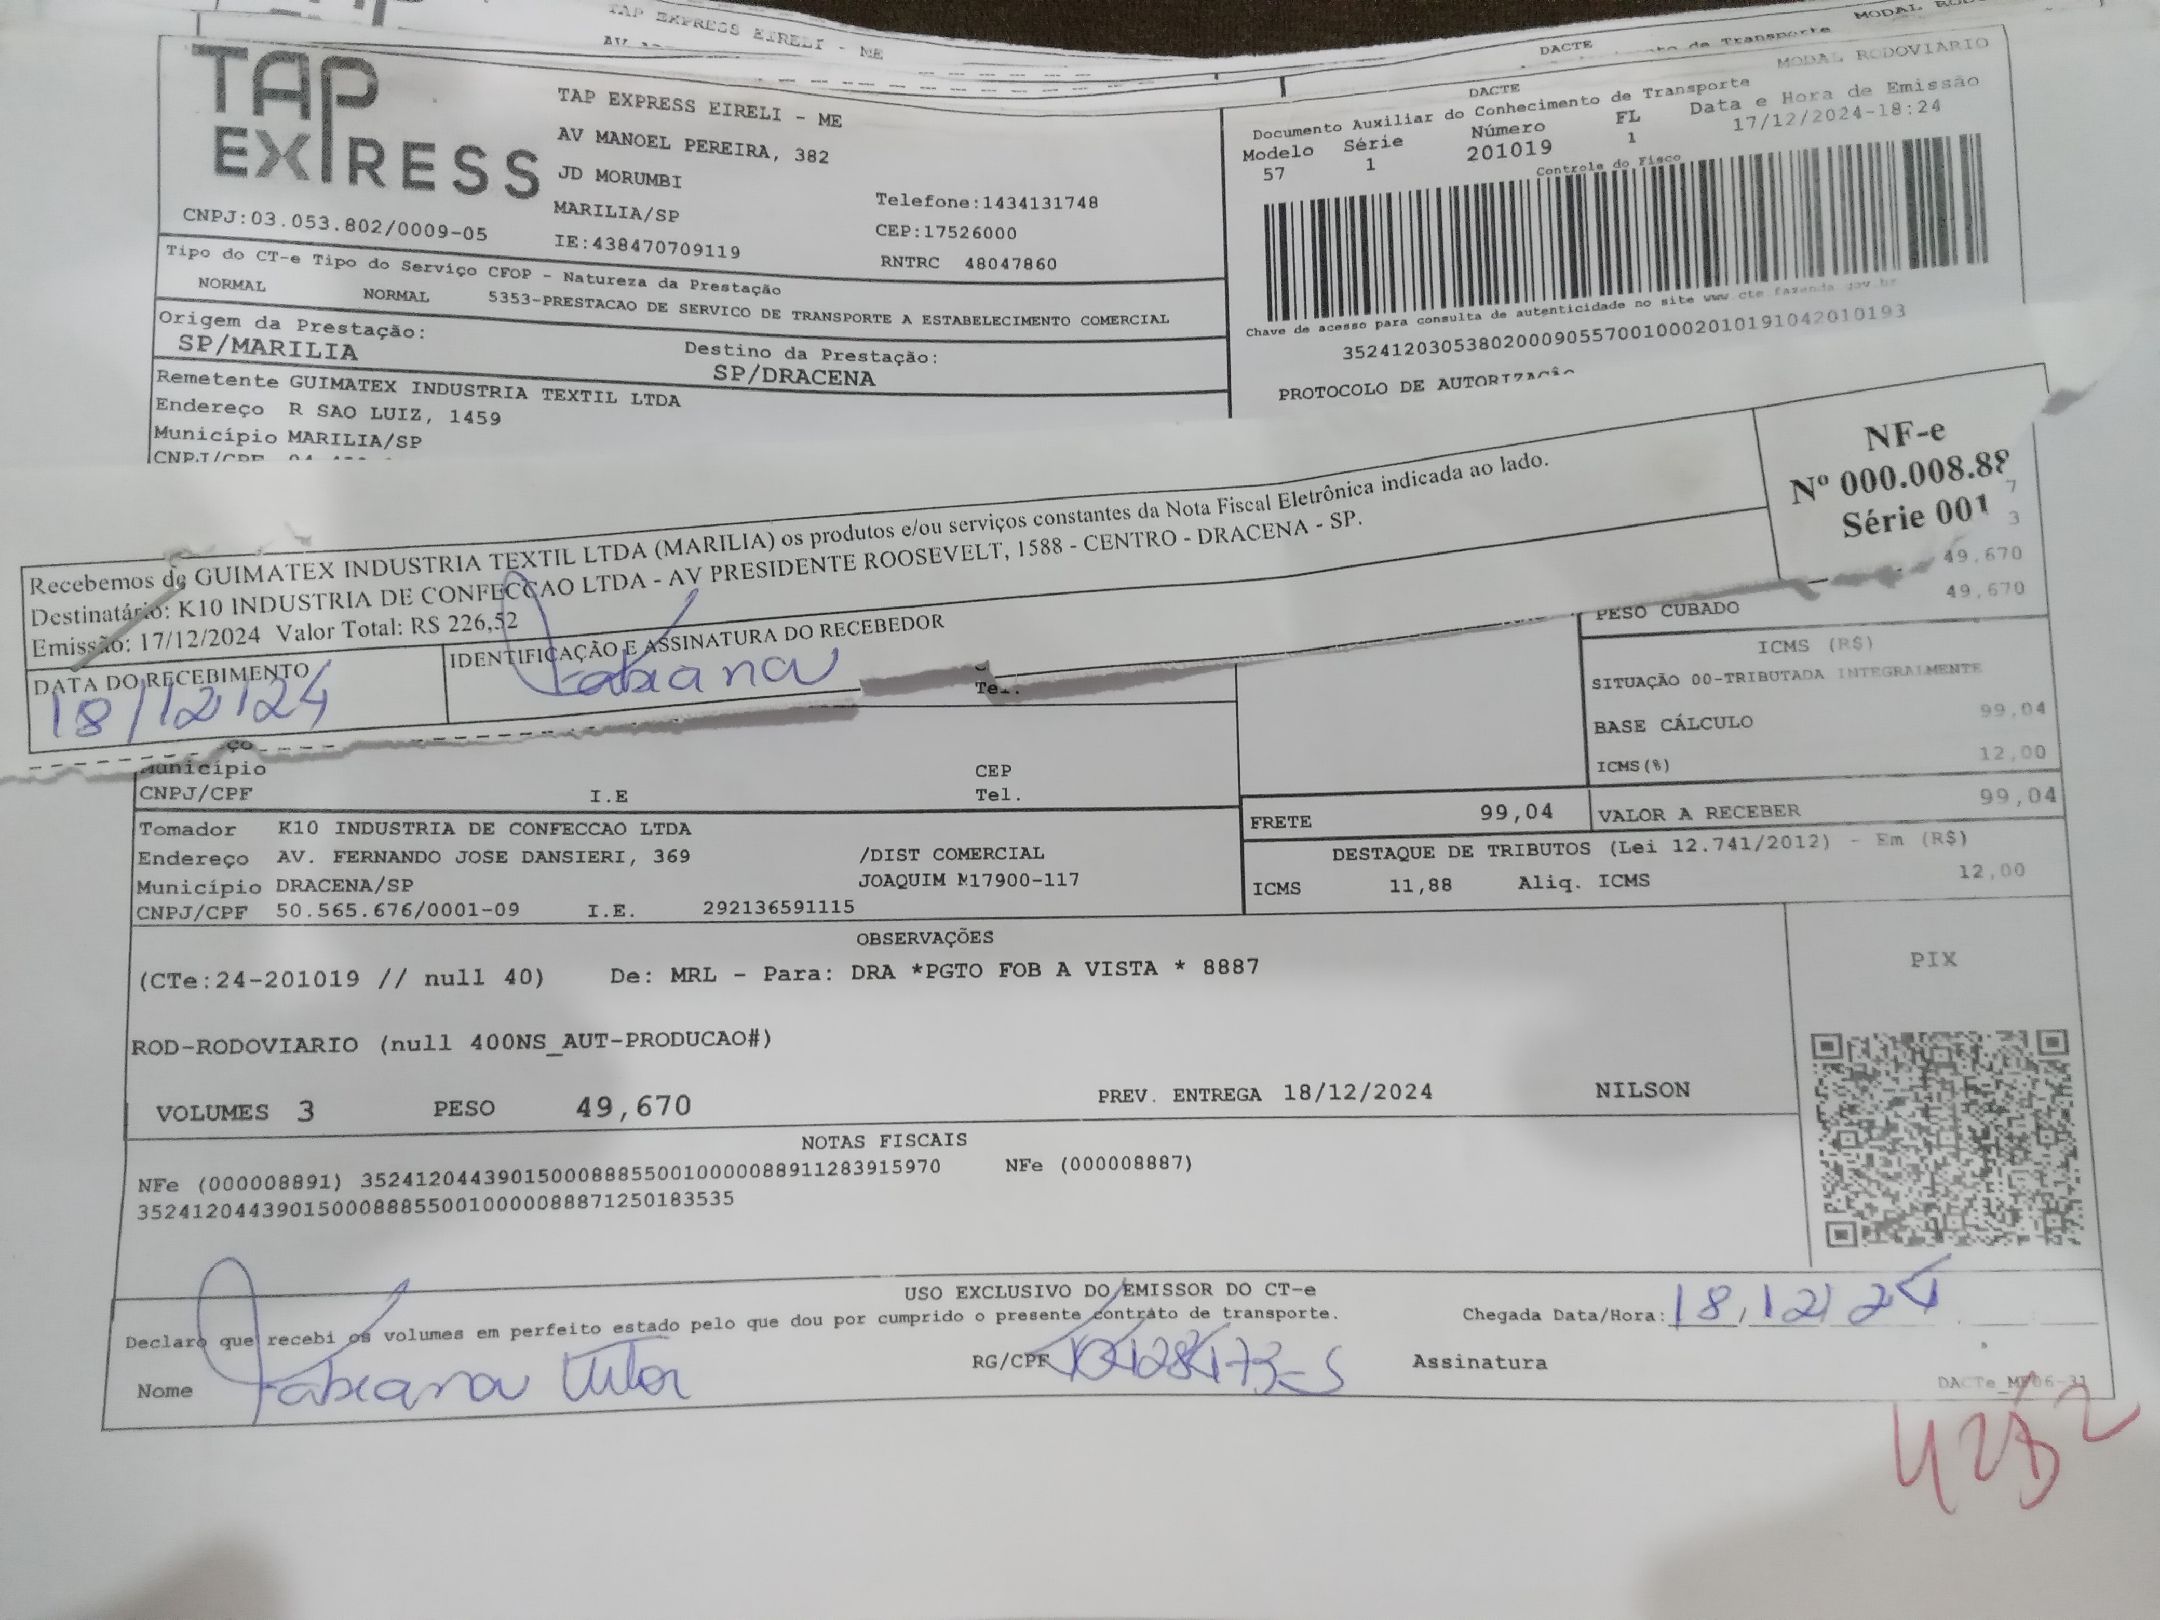 TAP EXPRESS EIRELI - ME
DACTE
MODAL
TAP
EXPRESS
CNPJ:03.053.802/0009-05
TAP EXPRESS EIRELI - ME
AV MANOEL PEREIRA, 382
JD MORUMBI
MARILIA/SP
IE:438470709119
Telefone:1434131748
CEP:17526000
RNTRC 48047860
DACTE
MODAL RODOVIARIO
Documento Auxiliar do Conhecimento de Transporte
Modelo Série Número FL Data e Hora de Emissão
57 1 201019 1 17/12/2024-18:24
Controle do Fisco
Chave de acesso para consulta de autenticidade no site www.cte.fazenda.gov.br
35241203053802000905570010002010191042010193
PROTOCOLO DE AUTORIZAÇÃO
Tipo do CT-e Tipo do Serviço CFOP - Natureza da Prestação
NORMAL NORMAL 5353-PRESTACAO DE SERVICO DE TRANSPORTE A ESTABELECIMENTO COMERCIAL
Origem da Prestação:
SP/MARILIA
Destino da Prestação:
SP/DRACENA
Remetente GUIMATEX INDUSTRIA TEXTIL LTDA
Endereço R SAO LUIZ, 1459
Município MARILIA/SP
CNPJ/CPF
Recebemos de GUIMATEX INDUSTRIA TEXTIL LTDA (MARILIA) os produtos e/ou serviços constantes da Nota Fiscal Eletrônica indicada ao lado.
Destinatário: K10 INDUSTRIA DE CONFECCAO LTDA - AV PRESIDENTE ROOSEVELT, 1588 - CENTRO - DRACENA - SP.
Emissão: 17/12/2024 Valor Total: R$ 226,52
DATA DO RECEBIMENTO
18/12/24
IDENTIFICAÇÃO E ASSINATURA DO RECEBEDOR
Fabiana
NF-e
Nº 000.008.88
Série 001
7
3
49,670
49,670
PESO CUBADO
ICMS (R$)
SITUAÇÃO 00-TRIBUTADA INTEGRALMENTE
BASE CÁLCULO 99,04
ICMS(%) 12,00
Tel.
Município CEP
CNPJ/CPF I.E Tel.
FRETE 99,04 VALOR A RECEBER 99,04
DESTAQUE DE TRIBUTOS (Lei 12.741/2012) - Em (R$)
ICMS 11,88 Aliq. ICMS 12,00
Tomador K10 INDUSTRIA DE CONFECCAO LTDA
Endereço AV. FERNANDO JOSE DANSIERI, 369 /DIST COMERCIAL
Município DRACENA/SP JOAQUIM M17900-117
CNPJ/CPF 50.565.676/0001-09 I.E. 292136591115
OBSERVAÇÕES
(CTe:24-201019 // null 40) De: MRL - Para: DRA *PGTO FOB A VISTA * 8887
ROD-RODOVIARIO (null 400NS_AUT-PRODUCAO#)
VOLUMES 3 PESO 49,670 PREV. ENTREGA 18/12/2024 NILSON
PIX
NOTAS FISCAIS
NFe (000008891) 35241204439015000888550010000088911283915970 NFe (000008887)
35241204439015000888550010000088871250183535
USO EXCLUSIVO DO EMISSOR DO CT-e
Declaro que recebi os volumes em perfeito estado pelo que dou por cumprido o presente contrato de transporte.
Chegada Data/Hora: 18/12/24
Nome Fabiana
RG/CPF
Assinatura